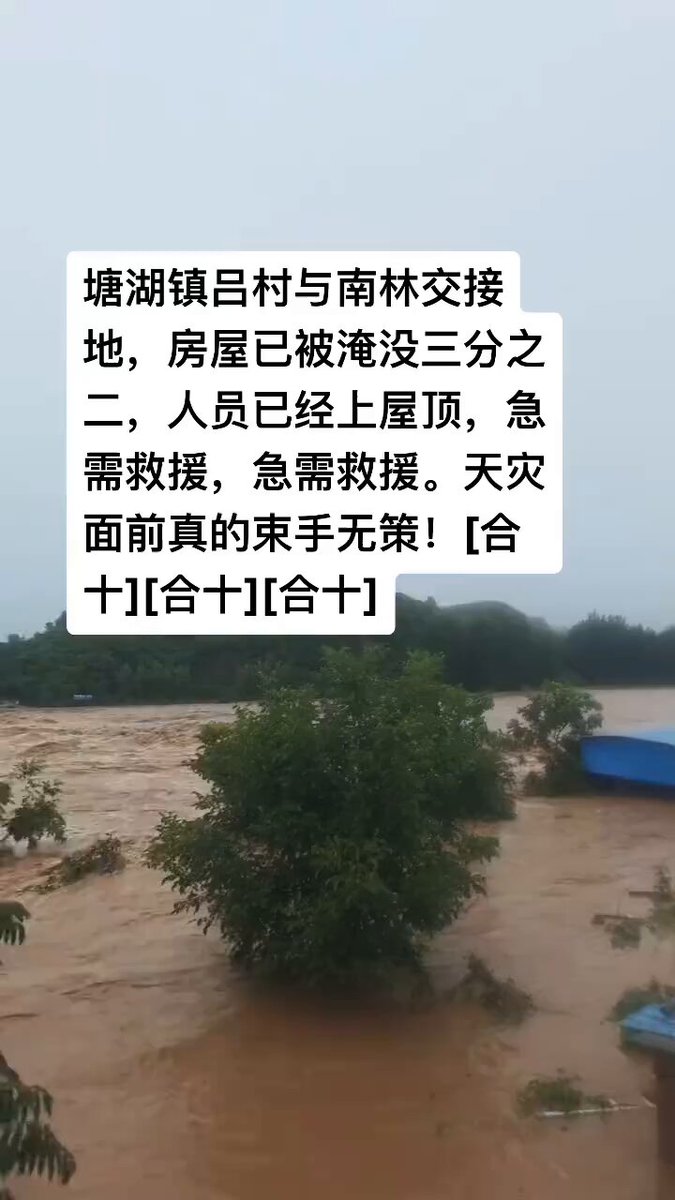 塘湖镇吕村与南林交接
地，房屋已被淹没三分之
二，人员已经上屋顶，急
需救援，急需救援。天灾
面前真的束手无策！[合
十][合十][合十]